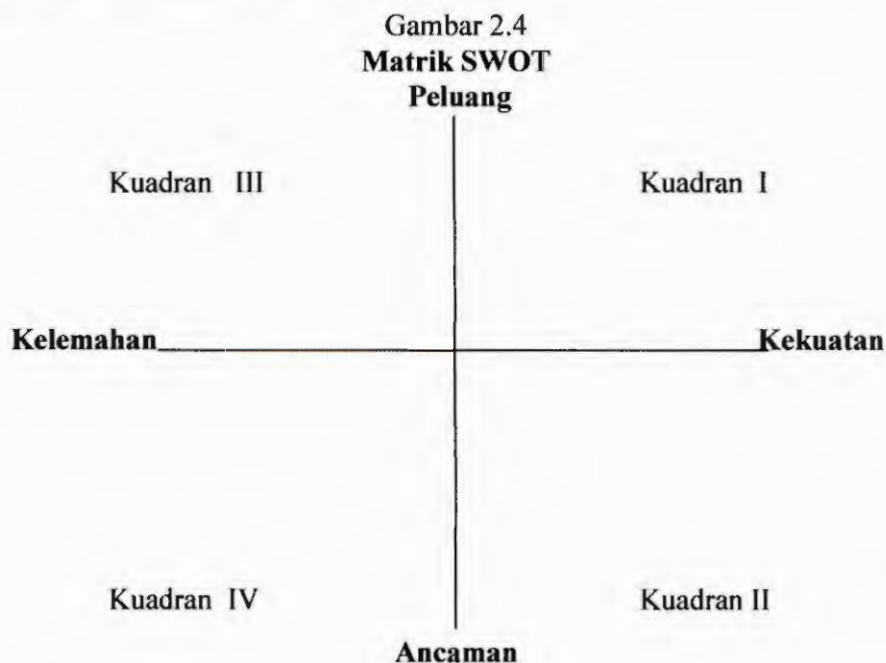 Gambar 2.4
Matrik SWOT
Peluang
Kuadran III Kuadran I
Kelemahan Kekuatan
Kuadran IV Kuadran II
Ancaman